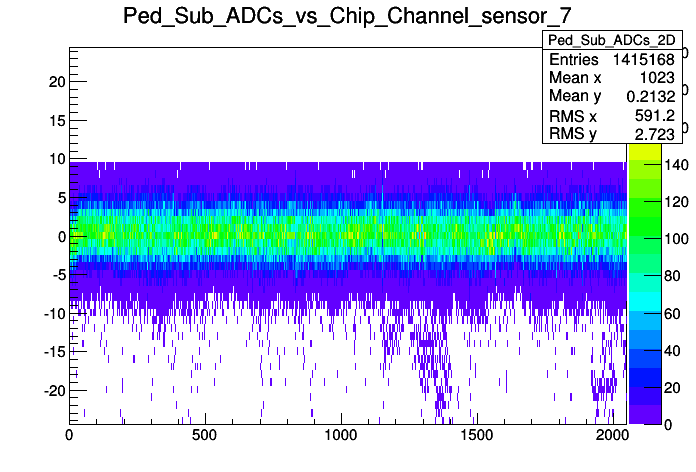 Ped_Sub_ADCs_vs_Chip_Channel_sensor_7
Ped_Sub_ADCs_2D
Entries 1415168
Mean x 1023
Mean y 0.2132
RMS x 591.2
RMS y 2.723
20
15
10
5
0
-5
-10
-15
-20
0 500 1000 1500 2000
140
120
100
80
60
40
20
0